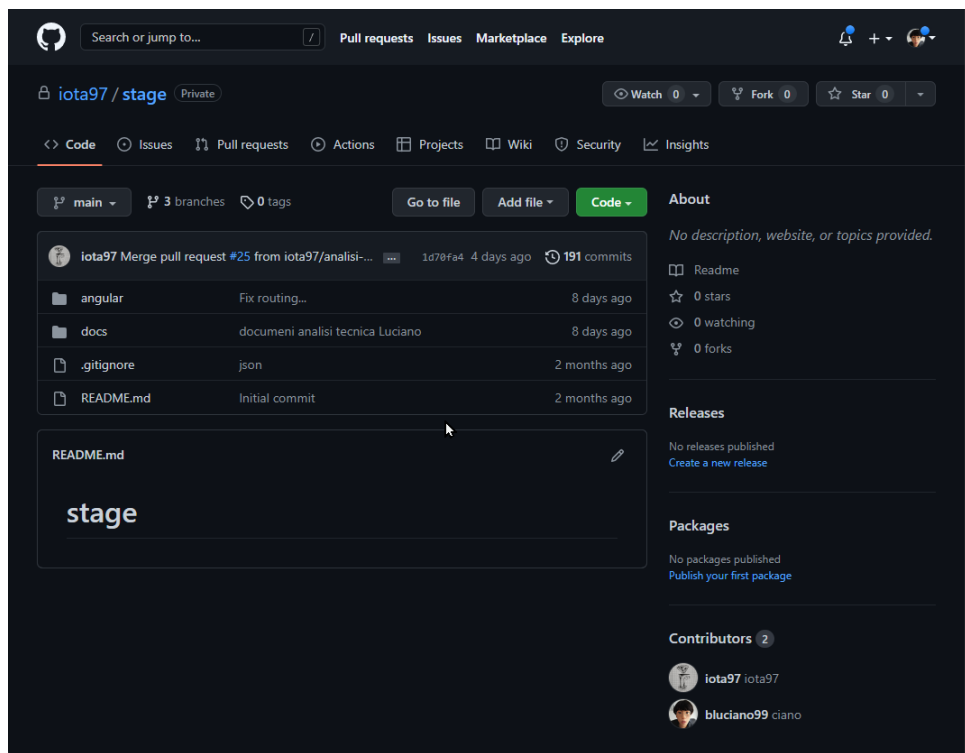 Search or jump to... / Pull requests Issues Marketplace Explore
iota97 / stage Private Watch 0 Fork 0 Star 0
Code Issues Pull requests Actions Projects Wiki Security Insights
main 3 branches 0 tags Go to file Add file Code
iota97 Merge pull request #25 from iota97/analisi-... ... 1d70fa4 4 days ago 191 commits
angular Fix routing... 8 days ago
docs documeni analisi tecnica Luciano 8 days ago
.gitignore json 2 months ago
README.md Initial commit 2 months ago
README.md
stage
About
No description, website, or topics provided.
Readme
0 stars
0 watching
0 forks
Releases
No releases published
Create a new release
Packages
No packages published
Publish your first package
Contributors 2
iota97 iota97
bluciano99 ciano